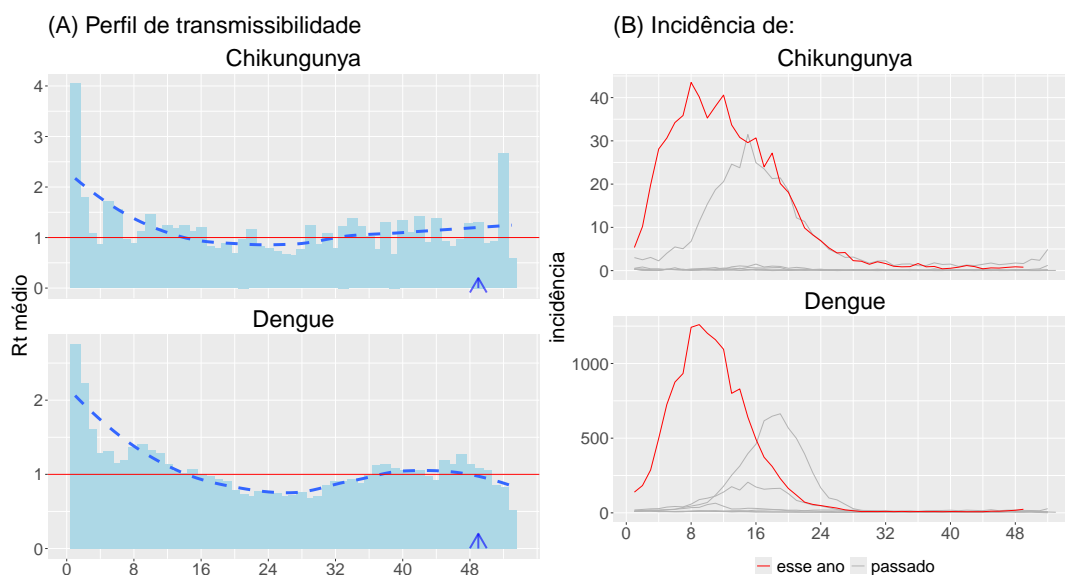 (A) Perfil de transmissibilidade
Chikungunya
4
3
2
1
0
Dengue
2
1
0
0 8 16 24 32 40 48
Rt médio
(B) Incidência de:
Chikungunya
40
30
20
10
0
Dengue
1000
500
0
0 8 16 24 32 40 48
incidência
esse ano passado